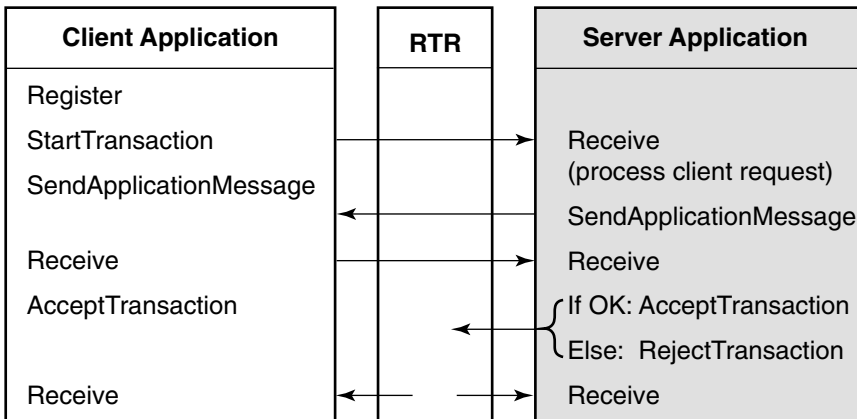 Client Application
RTR
Server Application
Register
StartTransaction
Receive
(process client request)
SendApplicationMessage
SendApplicationMessage
Receive
Receive
AcceptTransaction
If OK: AcceptTransaction
Else: RejectTransaction
Receive
Receive